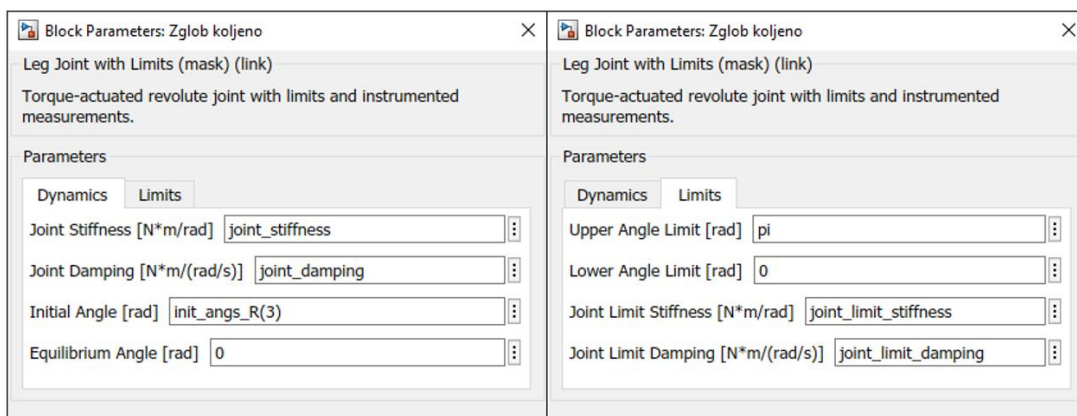 Block Parameters: Zglob koljeno
Leg Joint with Limits (mask) (link)
Torque-actuated revolute joint with limits and instrumented
measurements.
Parameters
Dynamics Limits
Joint Stiffness [N*m/rad] joint_stiffness
Joint Damping [N*m/(rad/s)] joint_damping
Initial Angle [rad] init_angs_R(3)
Equilibrium Angle [rad] 0
Block Parameters: Zglob koljeno
Leg Joint with Limits (mask) (link)
Torque-actuated revolute joint with limits and instrumented
measurements.
Parameters
Dynamics Limits
Upper Angle Limit [rad] pi
Lower Angle Limit [rad] 0
Joint Limit Stiffness [N*m/rad] joint_limit_stiffness
Joint Limit Damping [N*m/(rad/s)] joint_limit_damping